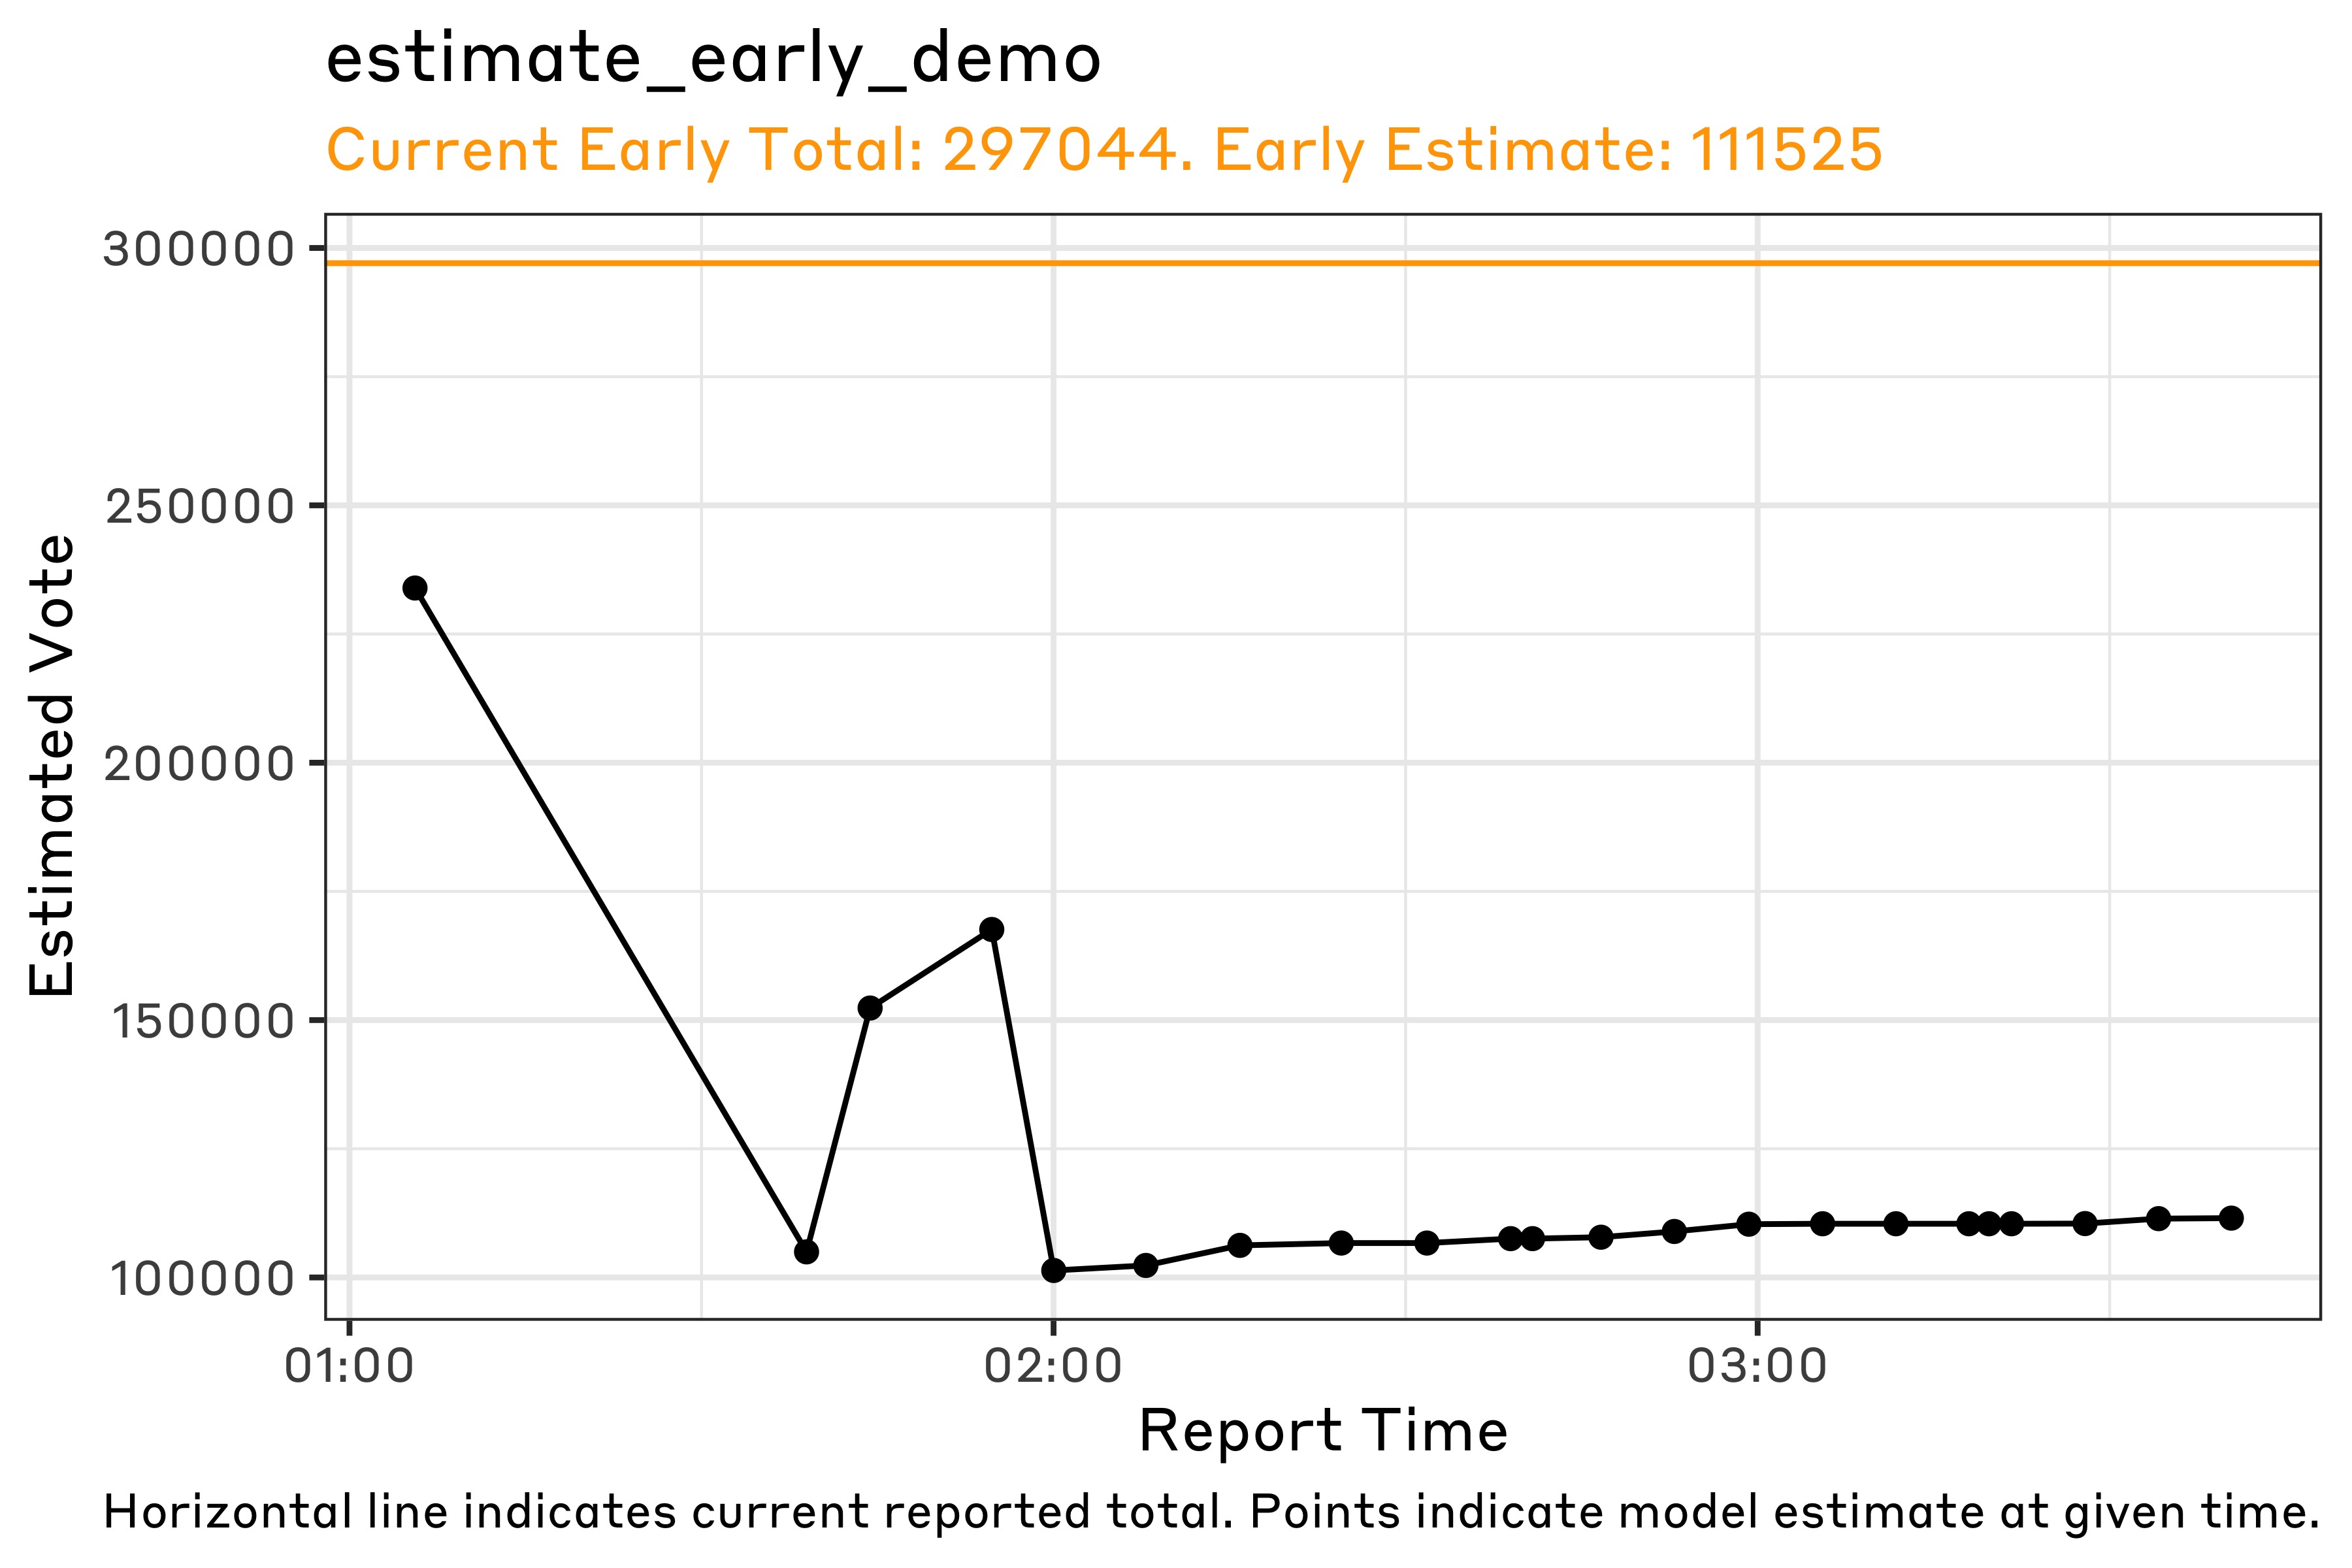 estimate_early_demo
Current Early Total: 297044. Early Estimate: 111525
300000
250000
200000
150000
100000
Estimated Vote
01:00 02:00 03:00
Report Time
Horizontal line indicates current reported total. Points indicate model estimate at given time.